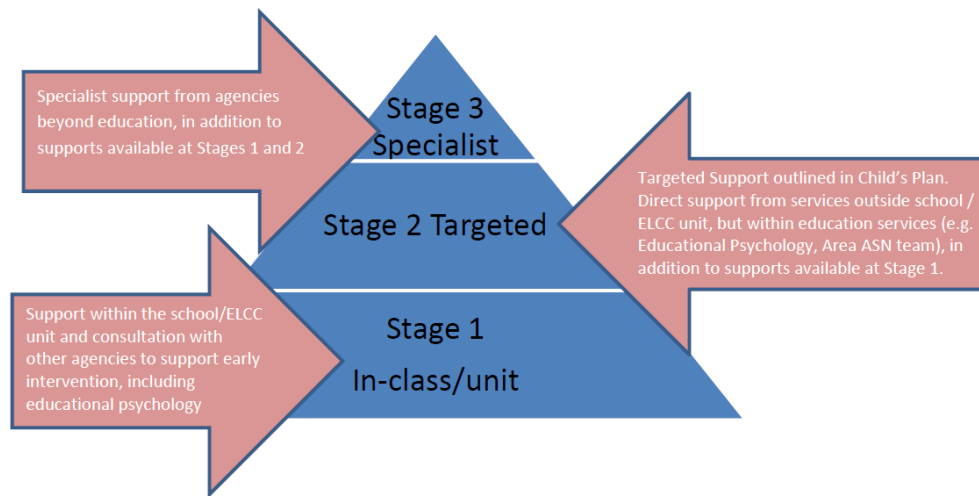 Specialist support from agencies
beyond education, in addition to
supports available at Stages 1 and 2
Stage 3
Specialist
Targeted Support outlined in Child’s Plan.
Direct support from services outside school /
ELCC unit, but within education services (e.g.
Educational Psychology, Area ASN team), in
addition to supports available at Stage 1.
Stage 2 Targeted
Support within the school/ELCC
unit and consultation with
other agencies to support early
intervention, including
educational psychology
Stage 1
In-class/unit